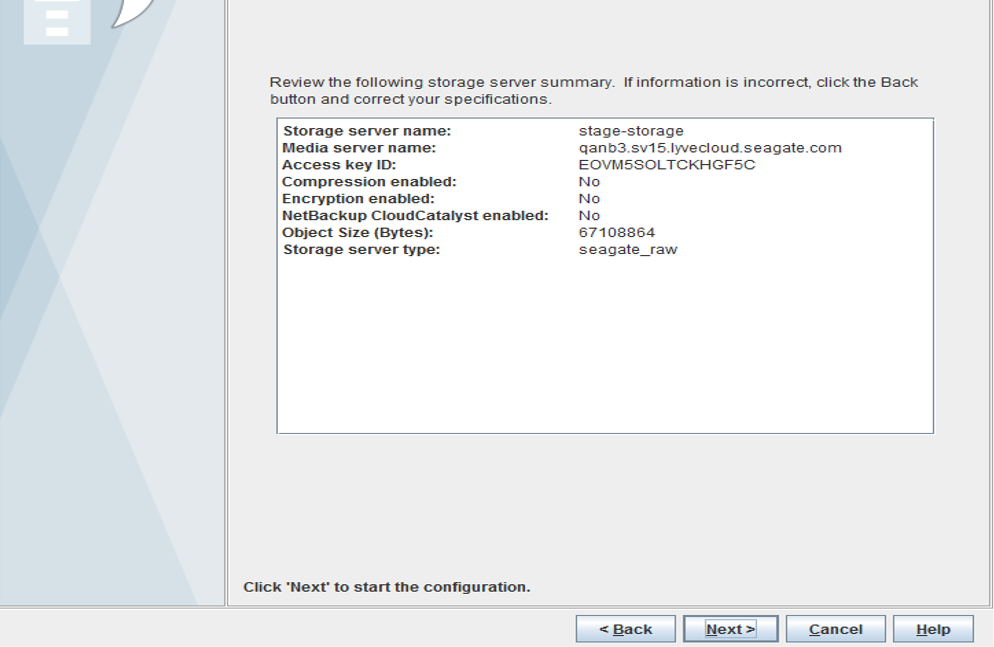 Review the following storage server summary.  If information is incorrect, click the Back
button and correct your specifications.
Storage server name: stage-storage
Media server name: qanb3.sv15.lyvecloud.seagate.com
Access key ID: EOVM5SOLTCKHGF5C
Compression enabled: No
Encryption enabled: No
NetBackup CloudCatalyst enabled: No
Object Size (Bytes): 67108864
Storage server type: seagate_raw
Click 'Next' to start the configuration.
< Back Next > Cancel Help